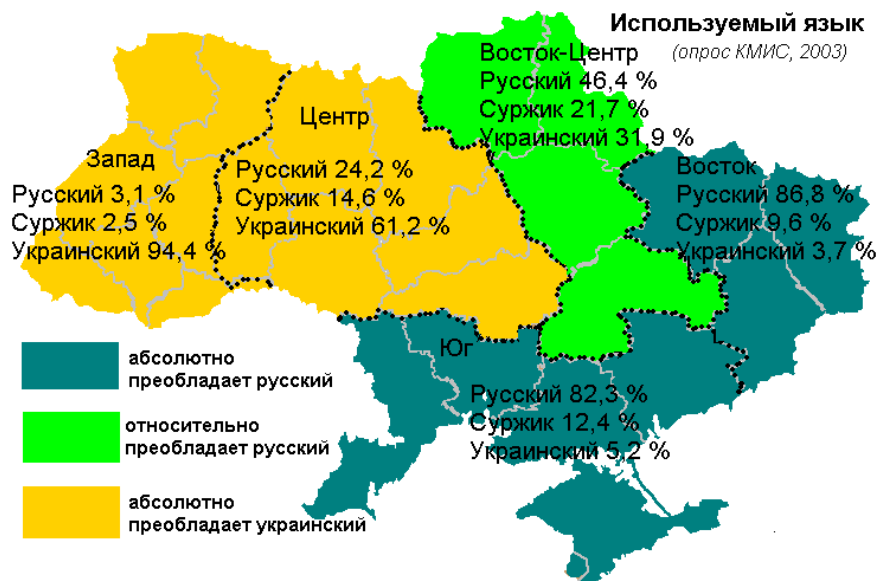 Используемый язык
(опрос КМИС, 2003)
Восток-Центр
Русский 46,4 %
Суржик 21,7 %
Украинский 31,9 %
Центр
Русский 24,2 %
Суржик 14,6 %
Украинский 61,2 %
Запад
Русский 3,1 %
Суржик 2,5 %
Украинский 94,4 %
Восток
Русский 86,8 %
Суржик 9,6 %
Украинский 3,7 %
Юг
Русский 82,3 %
Суржик 12,4 %
Украинский 5,2 %
абсолютно
преобладает русский
относительно
преобладает русский
абсолютно
преобладает украинский